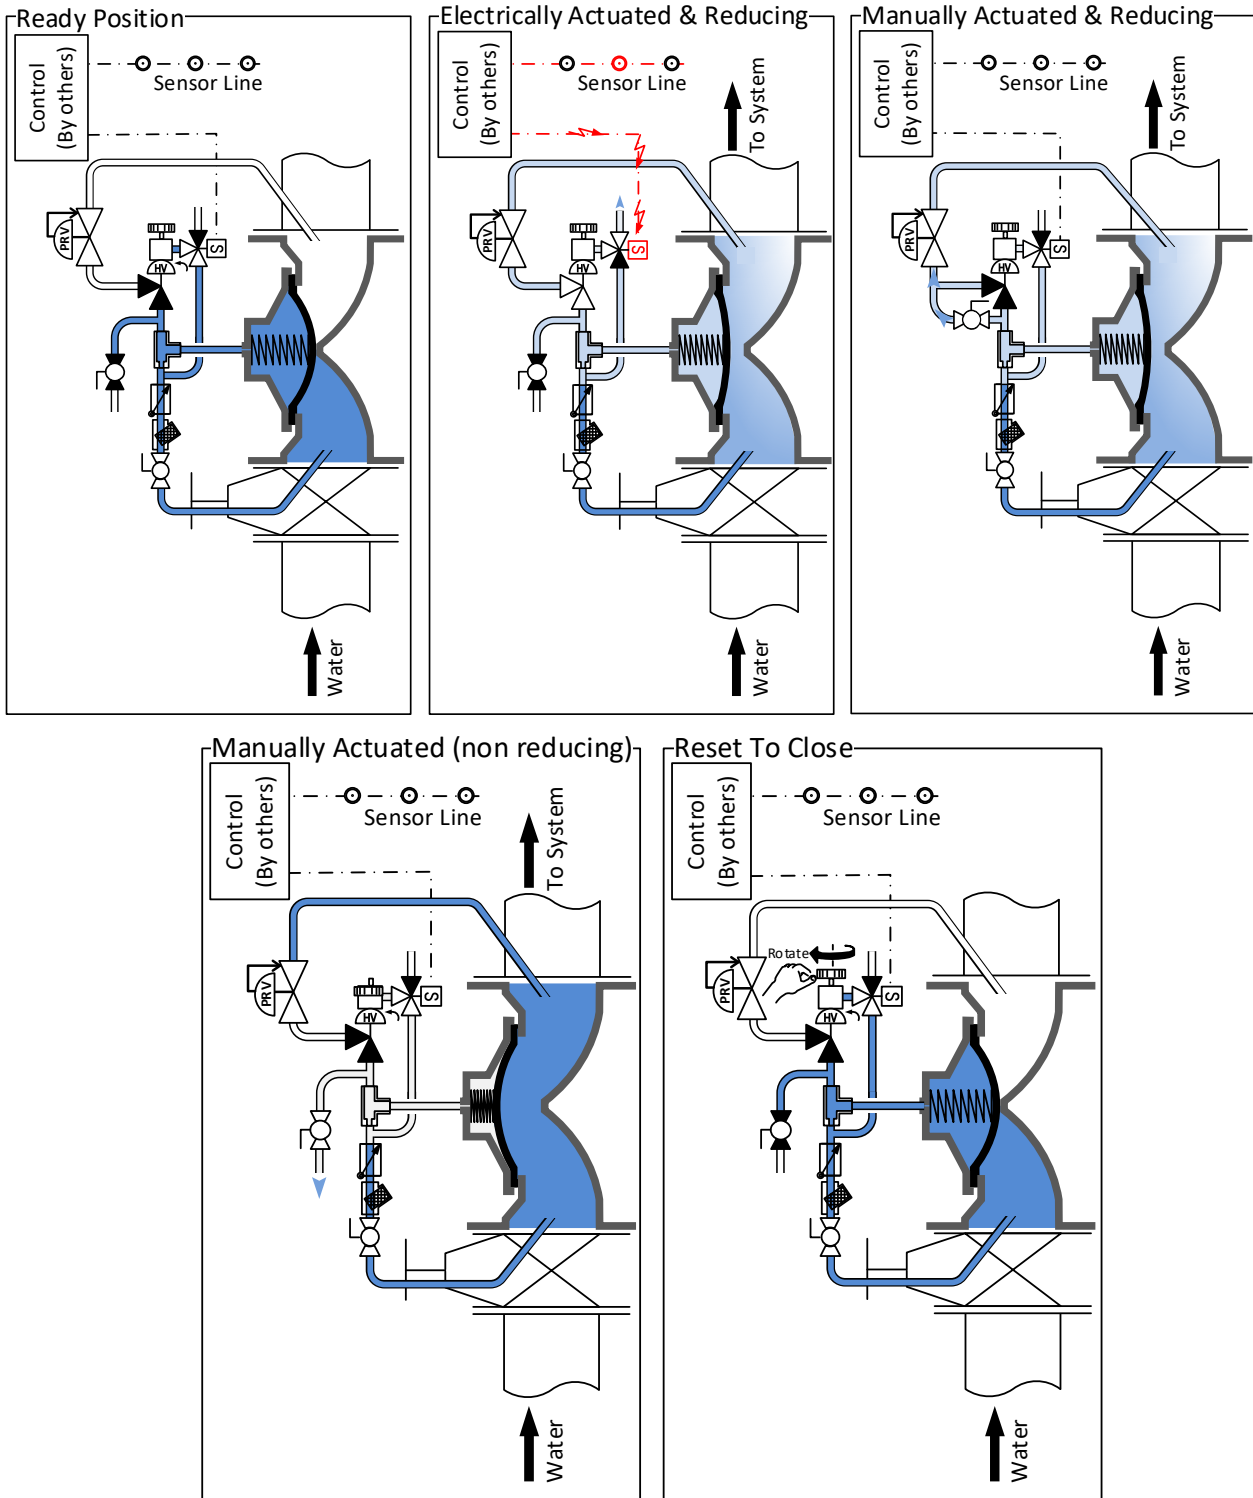 Ready Position
Control
(By others)
Sensor Line
PRV
HV
S
Water
Electrically Actuated & Reducing
Control
(By others)
Sensor Line
To System
PRV
HV
S
Water
Manually Actuated & Reducing
Control
(By others)
Sensor Line
To System
PRV
HV
S
Water
Manually Actuated (non reducing)
Control
(By others)
Sensor Line
To System
PRV
HV
S
Water
Reset To Close
Control
(By others)
Sensor Line
Rotate
PRV
HV
S
Water